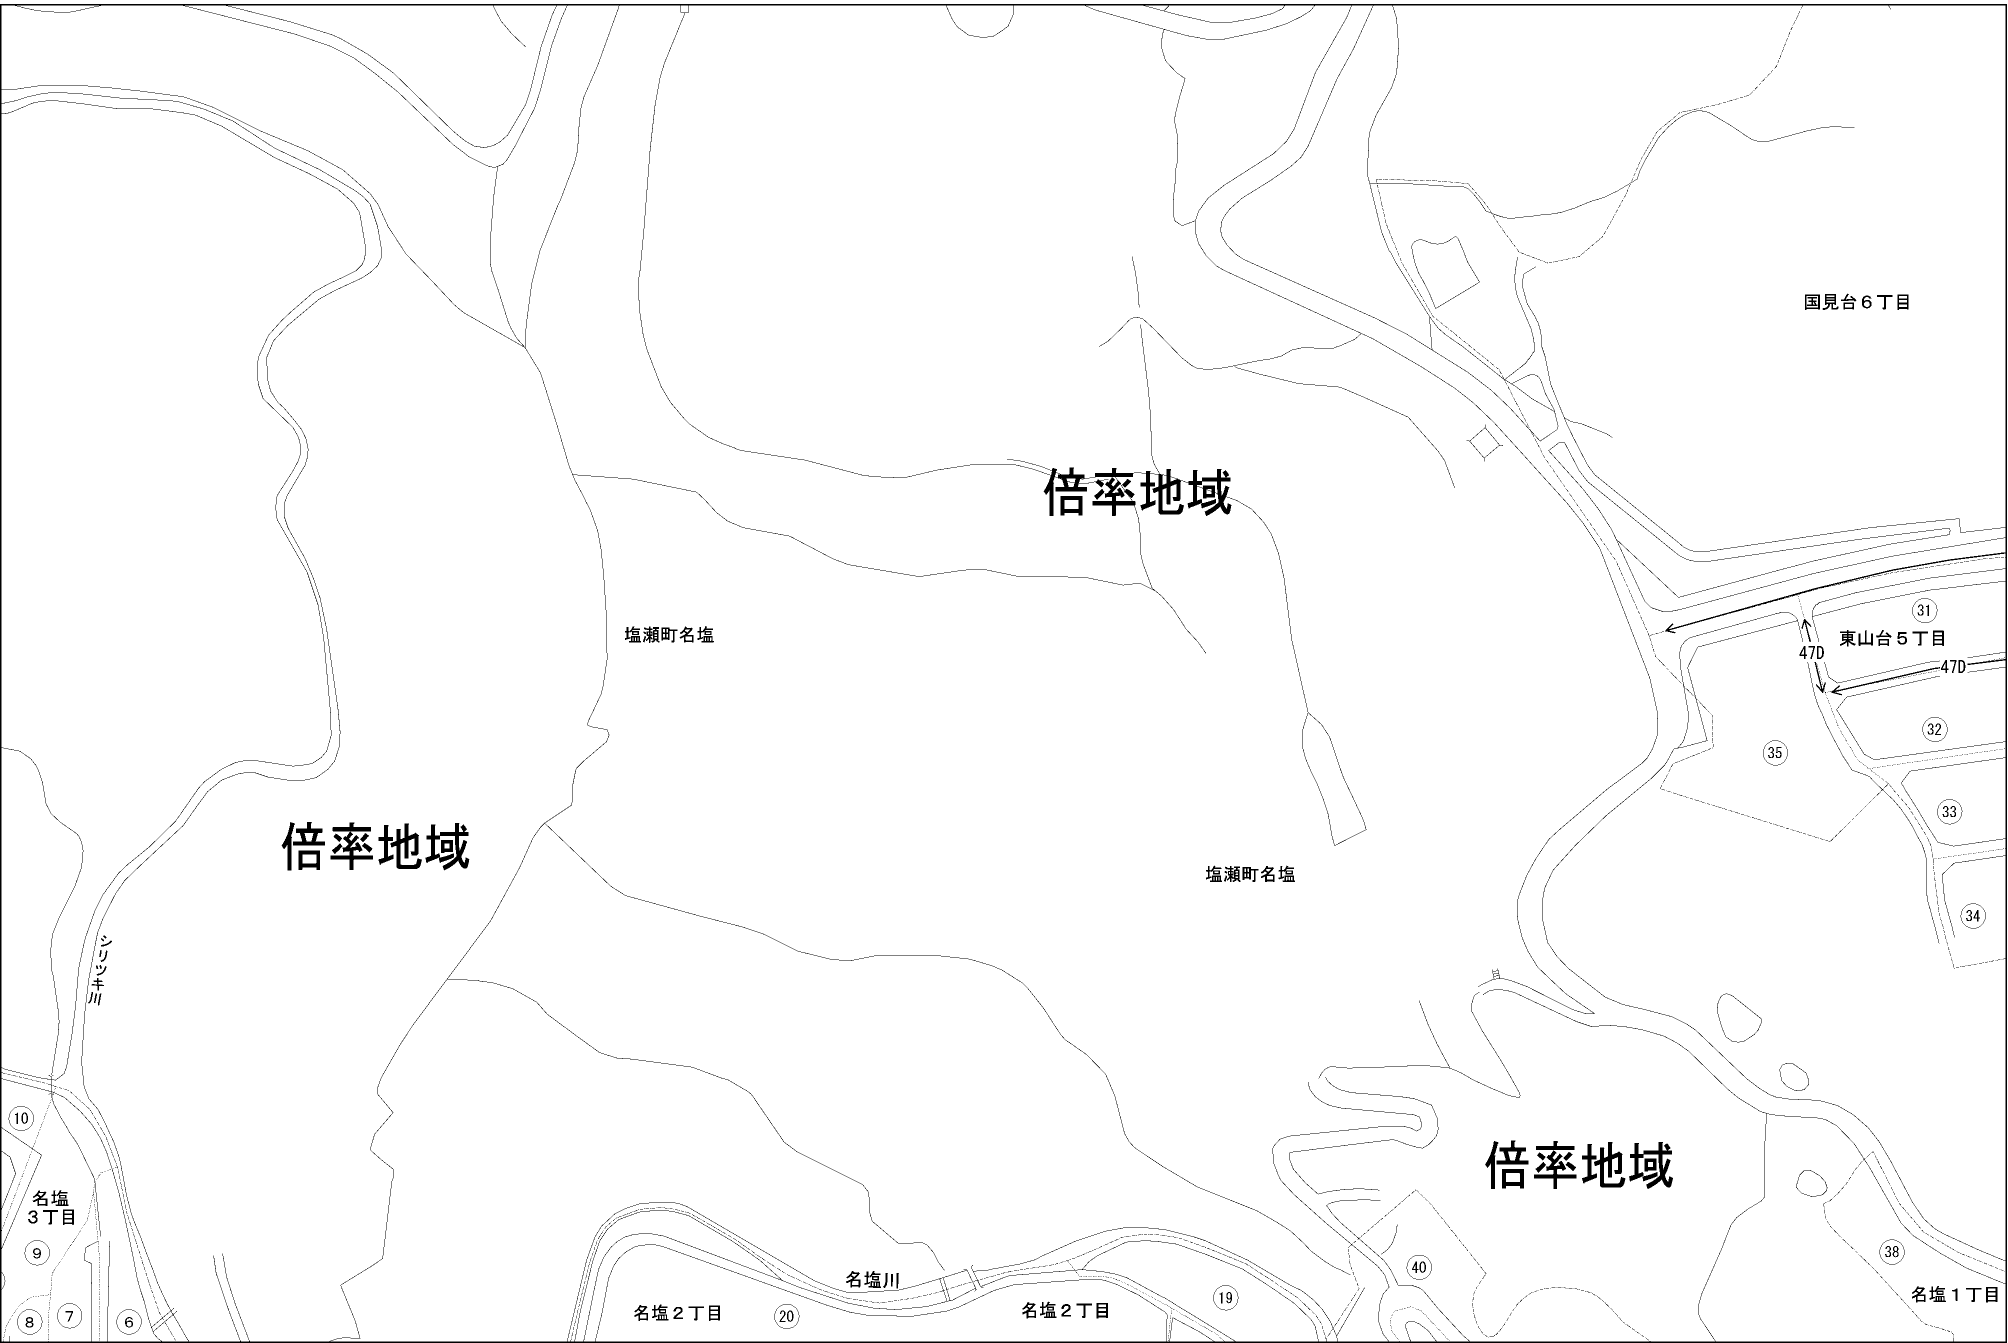 国見台６丁目
倍率地域
31
東山台５丁目
47D
47D
塩瀬町名塩
32
35
33
倍率地域
塩瀬町名塩
34
シリツキ川
10
倍率地域
名塩
３丁目
9
38
40
名塩川
名塩１丁目
19
名塩２丁目
名塩２丁目
20
8
7
6